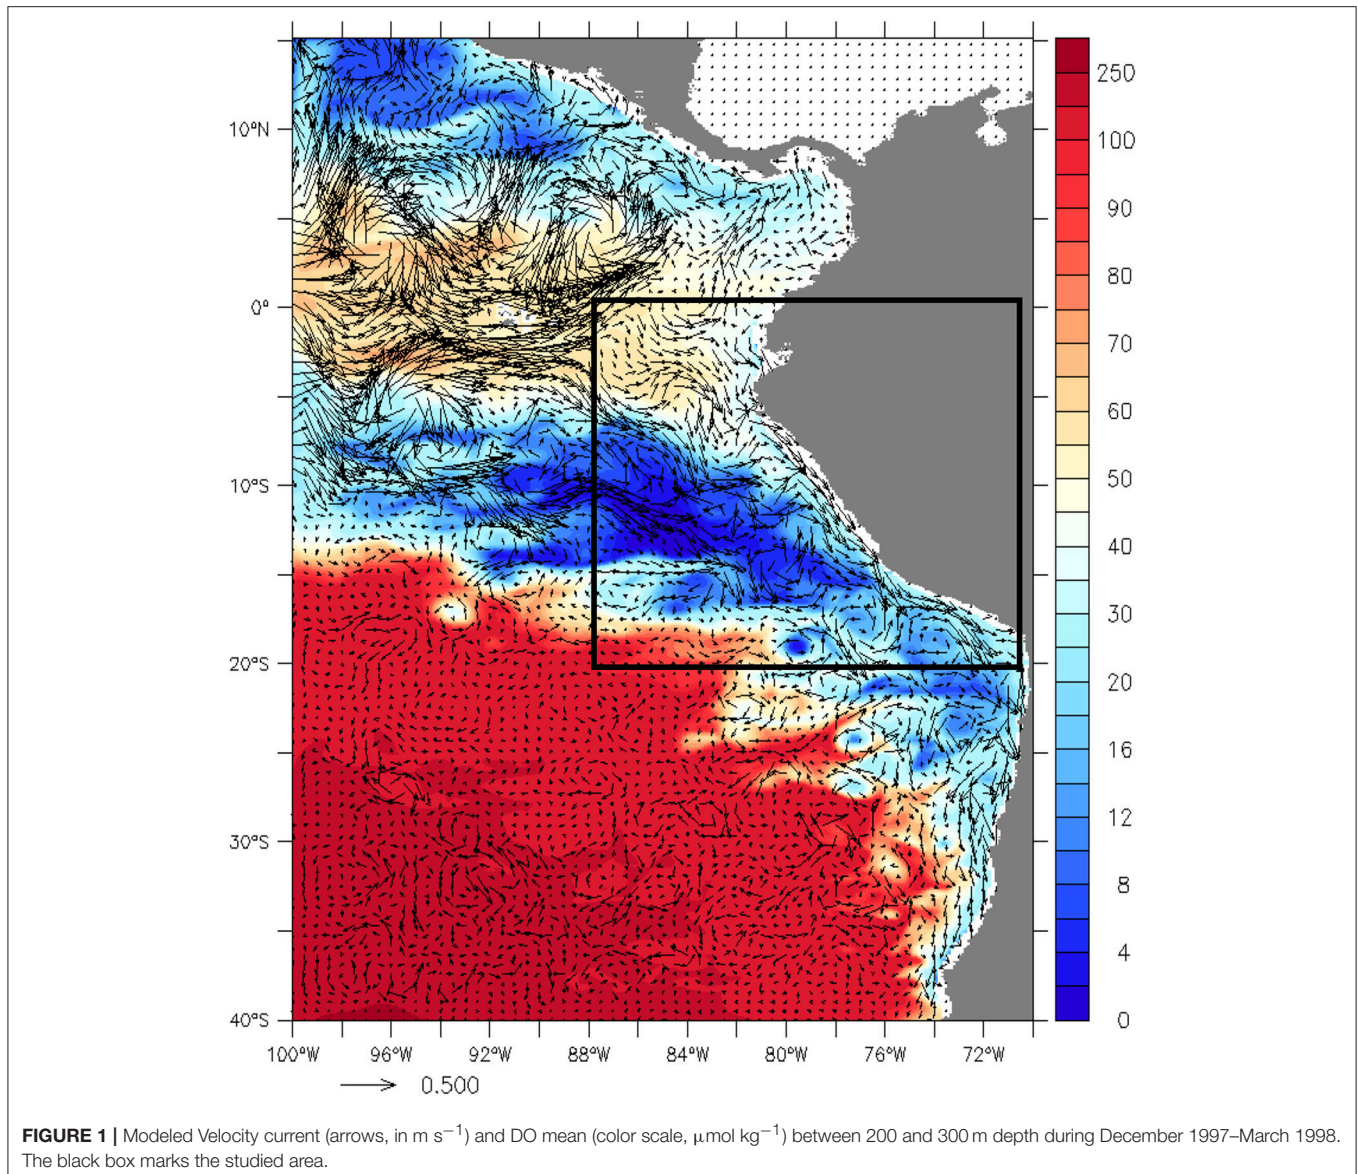 10°N
0°
10°S
20°S
30°S
40°S
100°W 96°W 92°W 88°W 84°W 80°W 76°W 72°W
0.500
250
100
90
80
70
60
50
40
30
20
16
12
8
4
0
FIGURE 1 | Modeled Velocity current (arrows, in m s⁻¹) and DO mean (color scale, μmol kg⁻¹) between 200 and 300 m depth during December 1997–March 1998.
The black box marks the studied area.